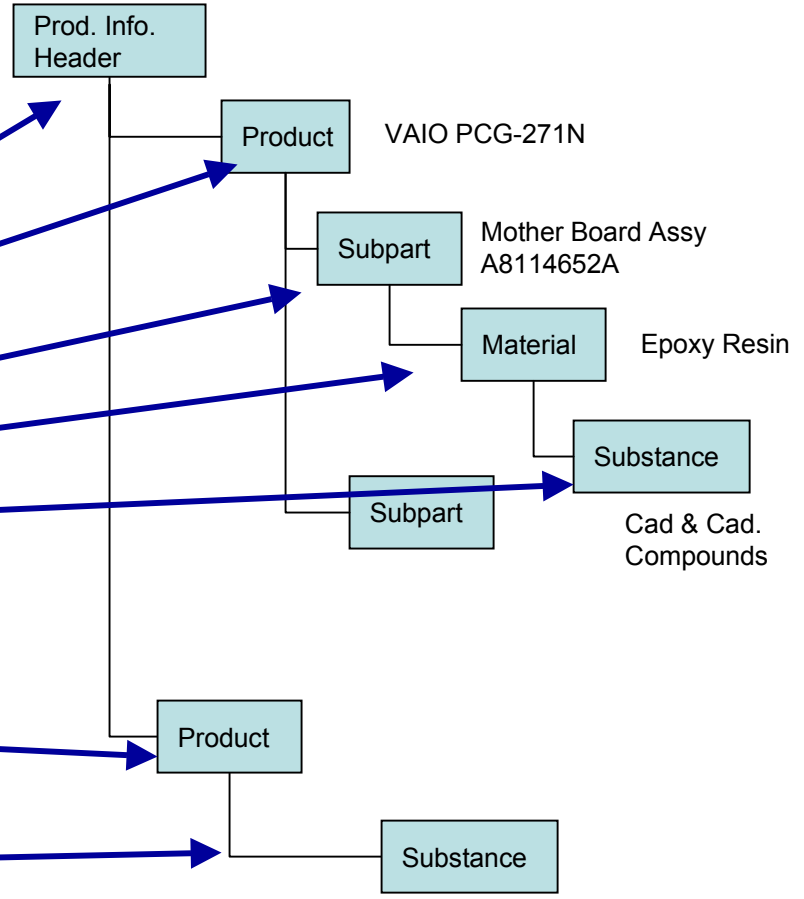 Prod. Info.
Header
Product
VAIO PCG-271N
Subpart
Mother Board Assy
A8114652A
Material
Epoxy Resin
Substance
Cad & Cad.
Compounds
Subpart
Product
Substance